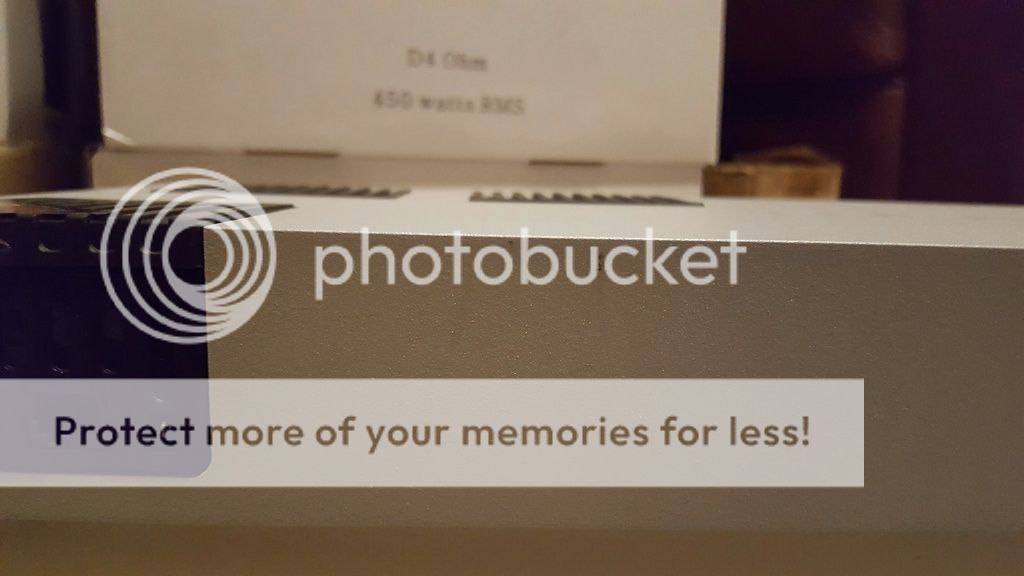 D4 Ohm
450 watts RMS
photobucket
Protect more of your memories for less!